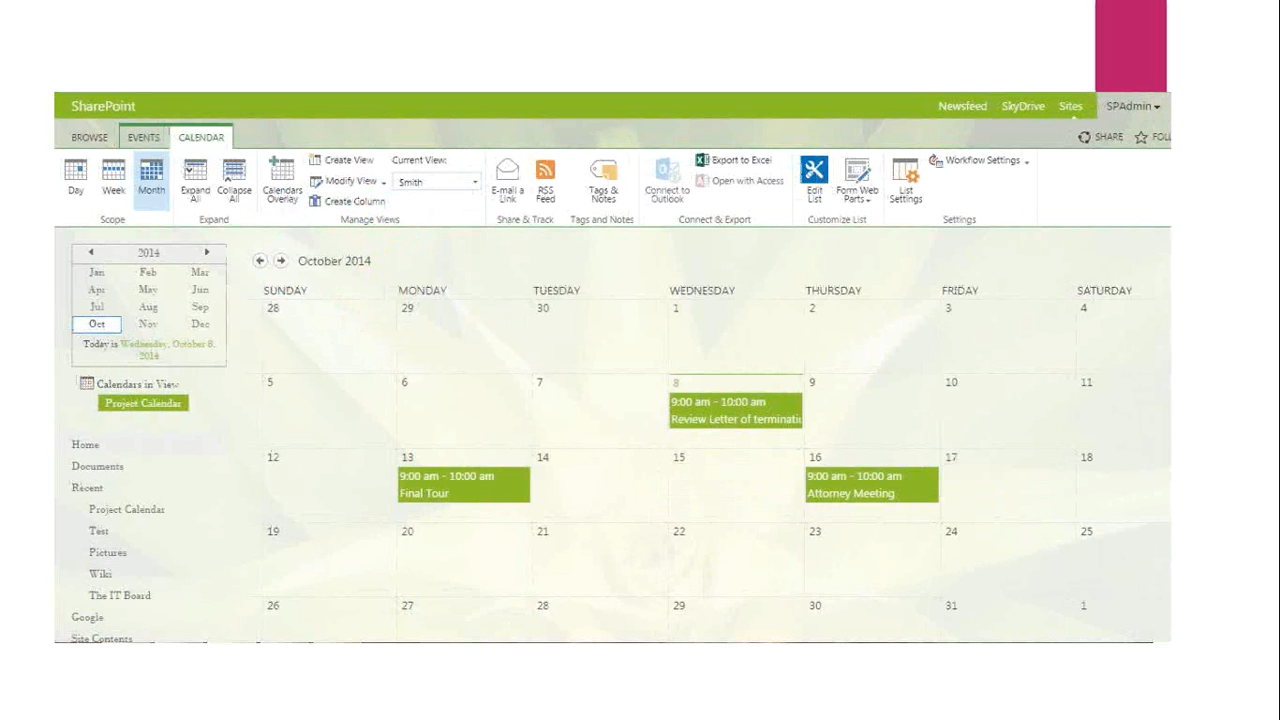 SharePoint
Newsfeed SkyDrive Sites SPAdmin
BROWSE EVENTS CALENDAR
SHARE FOLL
Day Week Month
Scope
Expand All Collapse All
Expand
Calendars Overlay
Create View
Modify View
Create Column
Current View:
Smith
Manage Views
E-mail a Link RSS Feed
Share & Track
Tags & Notes
Tags and Notes
Connect to Outlook
Export to Excel
Open with Access
Connect & Export
Edit List Form Web Parts
Customize List
List Settings
Workflow Settings
Settings
2014
Jan Feb Mar
Apr May Jun
Jul Aug Sep
Oct Nov Dec
Today is Wednesday, October 8,
2014
Calendars in View
Project Calendar
Home
Documents
Recent
Project Calendar
Test
Pictures
Wiki
The IT Board
Google
Site Contents
October 2014
SUNDAY MONDAY TUESDAY WEDNESDAY THURSDAY FRIDAY SATURDAY
28 29 30 1 2 3 4
5 6 7 8 9 10 11
9:00 am - 10:00 am
Review Letter of terminatio
12 13 14 15 16 17 18
9:00 am - 10:00 am
Final Tour
9:00 am - 10:00 am
Attorney Meeting
19 20 21 22 23 24 25
26 27 28 29 30 31 1